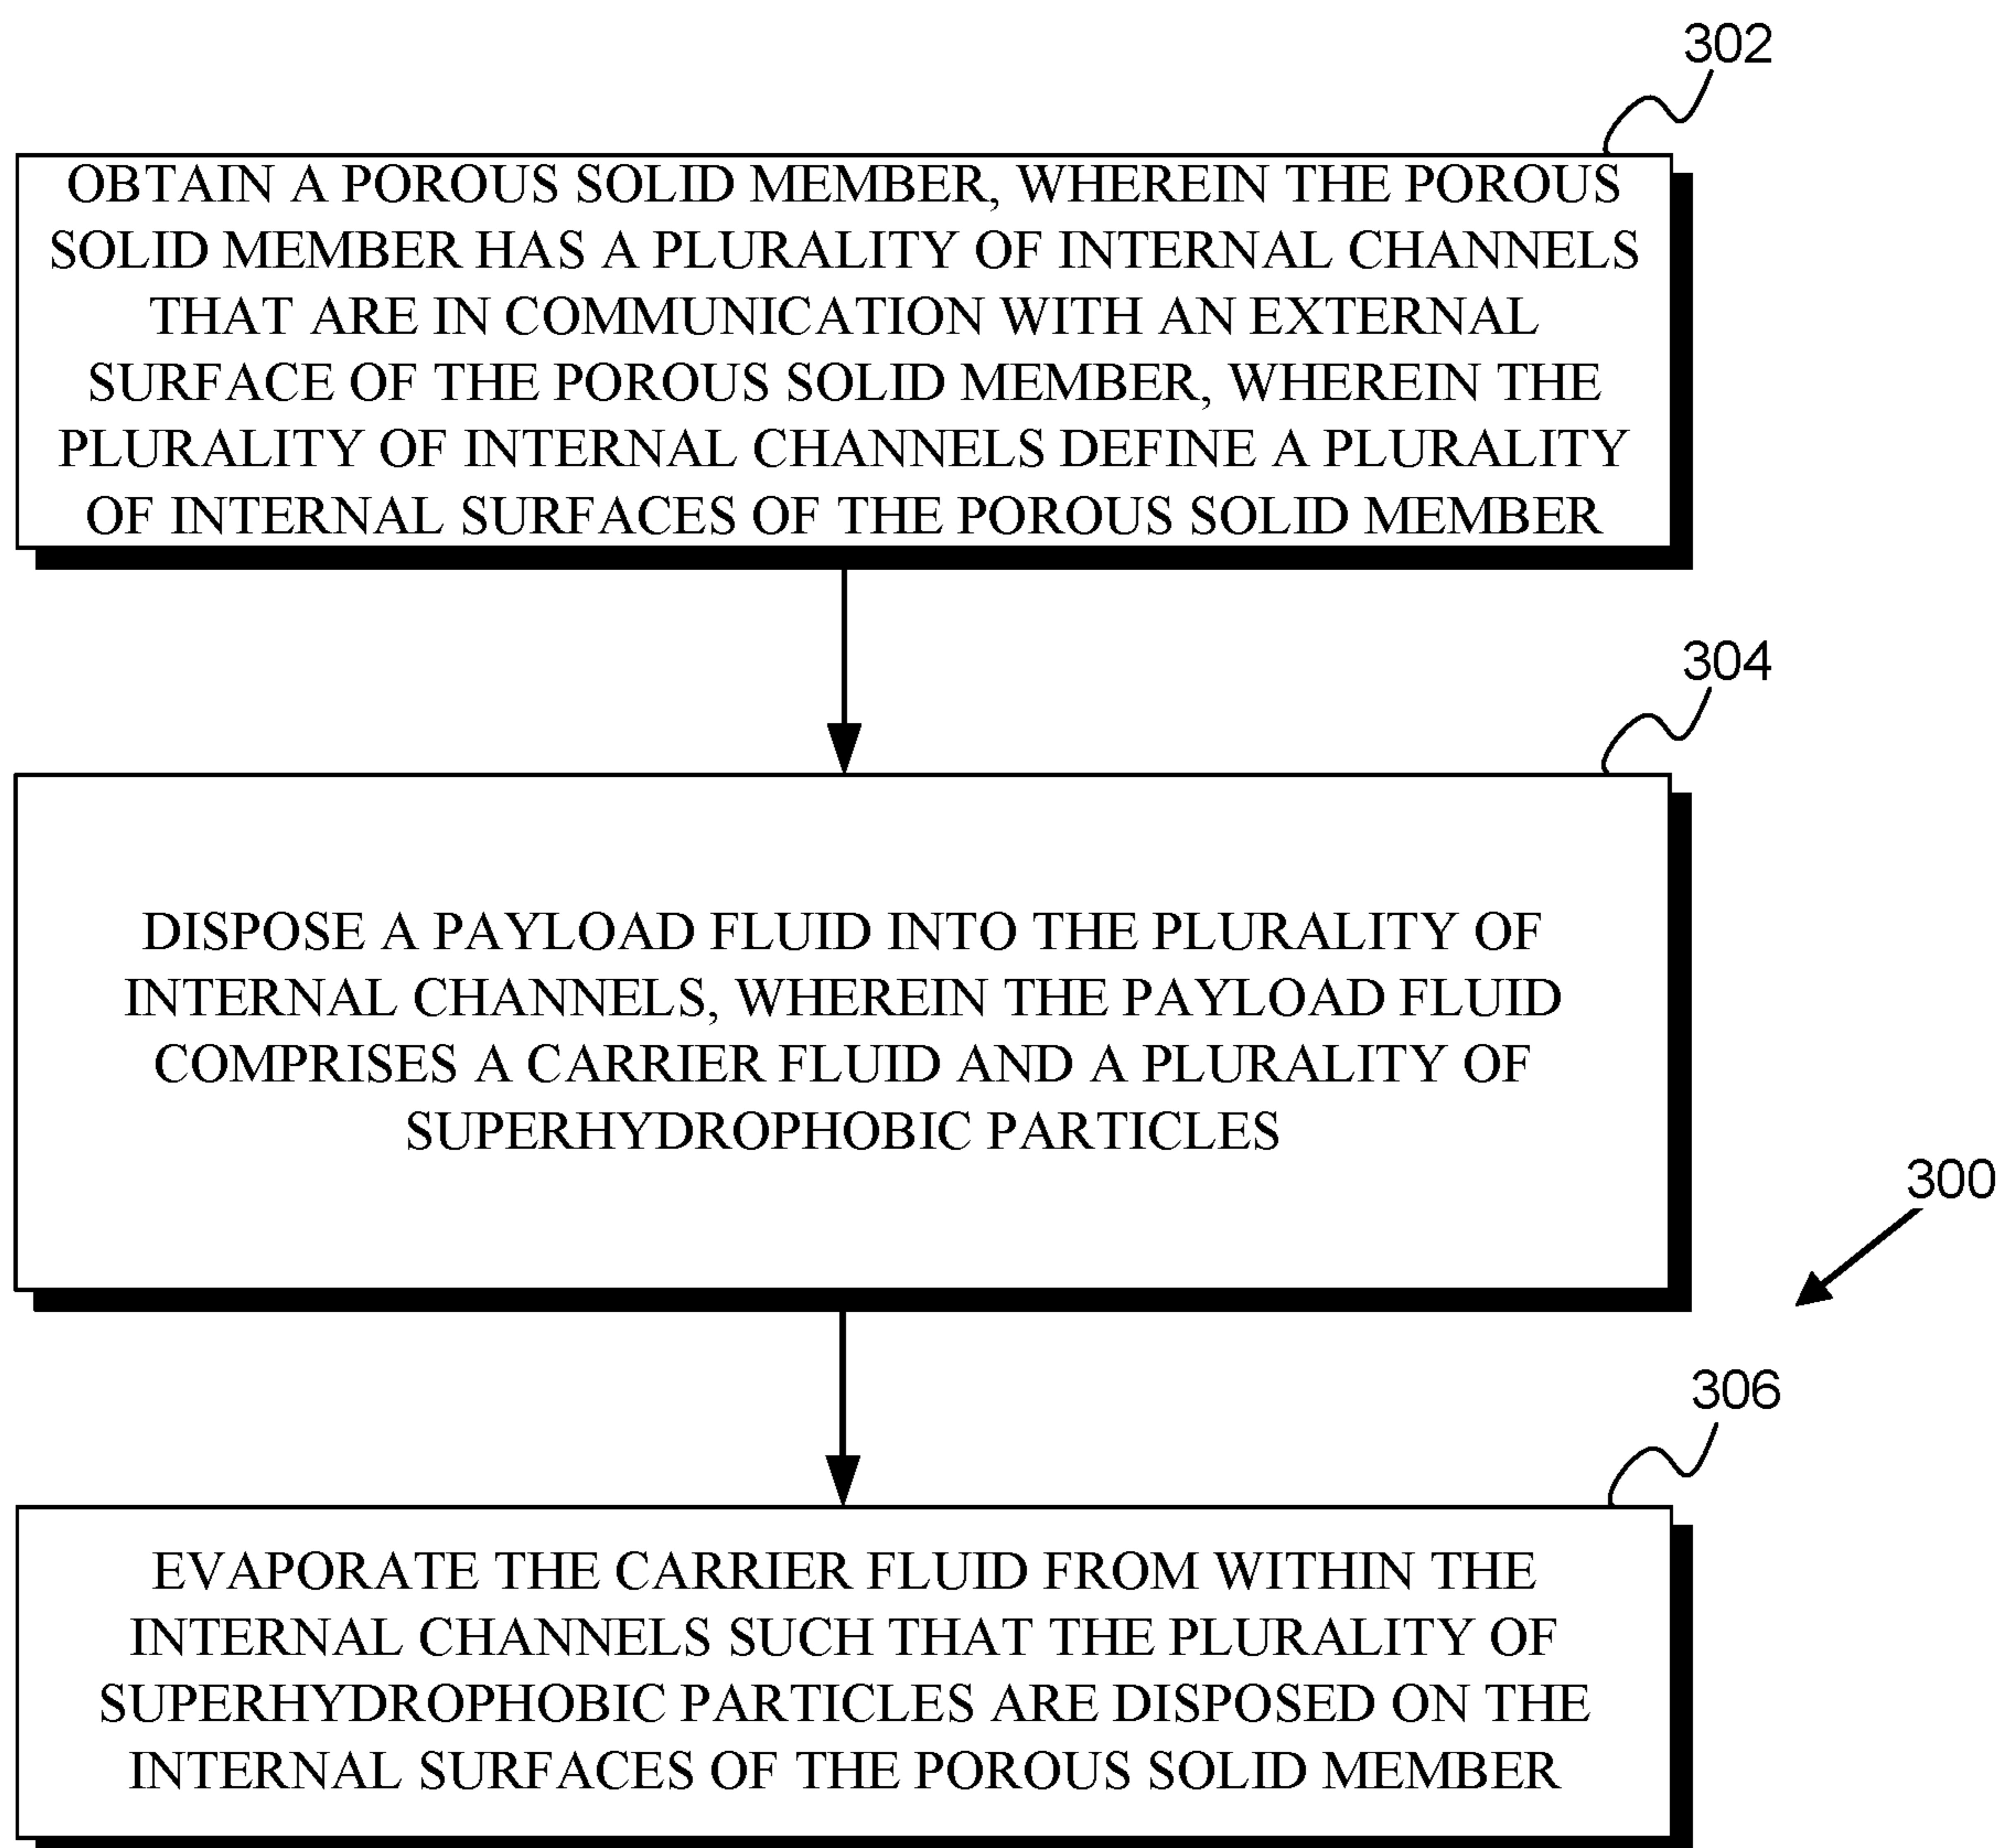 302
OBTAIN A POROUS SOLID MEMBER, WHEREIN THE POROUS
SOLID MEMBER HAS A PLURALITY OF INTERNAL CHANNELS
THAT ARE IN COMMUNICATION WITH AN EXTERNAL
SURFACE OF THE POROUS SOLID MEMBER, WHEREIN THE
PLURALITY OF INTERNAL CHANNELS DEFINE A PLURALITY
OF INTERNAL SURFACES OF THE POROUS SOLID MEMBER
304
DISPOSE A PAYLOAD FLUID INTO THE PLURALITY OF
INTERNAL CHANNELS, WHEREIN THE PAYLOAD FLUID
COMPRISES A CARRIER FLUID AND A PLURALITY OF
SUPERHYDROPHOBIC PARTICLES
300
306
EVAPORATE THE CARRIER FLUID FROM WITHIN THE
INTERNAL CHANNELS SUCH THAT THE PLURALITY OF
SUPERHYDROPHOBIC PARTICLES ARE DISPOSED ON THE
INTERNAL SURFACES OF THE POROUS SOLID MEMBER